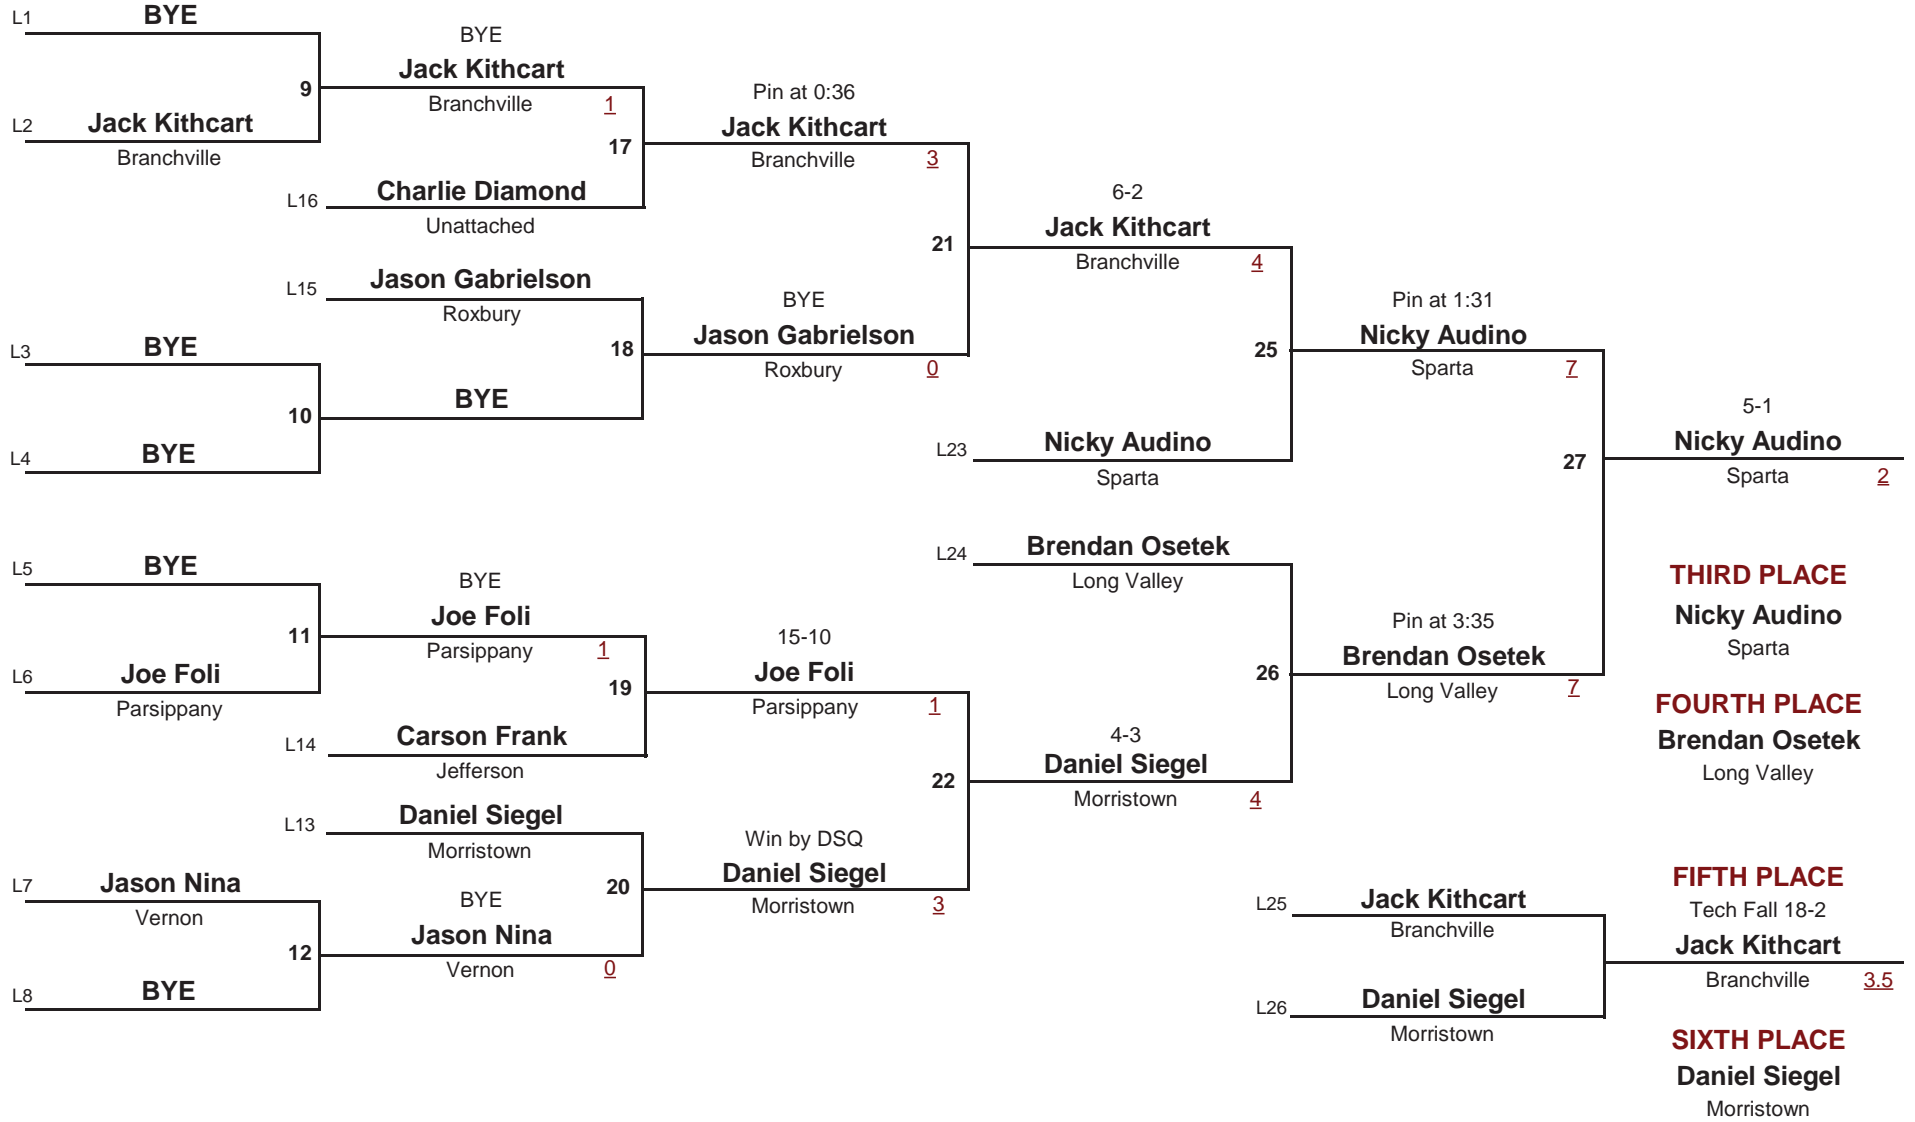 L1
BYE
9
L2
Jack Kithcart
Branchville
BYE
Jack Kithcart
Branchville
1
17
L16
Charlie Diamond
Unattached
L15
Jason Gabrielson
Roxbury
18
L3
BYE
10
BYE
L4
BYE
Pin at 0:36
Jack Kithcart
Branchville
3
21
BYE
Jason Gabrielson
Roxbury
0
6-2
Jack Kithcart
Branchville
4
25
L23
Nicky Audino
Sparta
Pin at 1:31
Nicky Audino
Sparta
7
27
5-1
Nicky Audino
Sparta
2
L5
BYE
11
L6
Joe Foli
Parsippany
BYE
Joe Foli
Parsippany
1
19
L14
Carson Frank
Jefferson
L13
Daniel Siegel
Morristown
20
L7
Jason Nina
Vernon
12
BYE
Jason Nina
Vernon
0
L8
BYE
15-10
Joe Foli
Parsippany
1
22
Win by DSQ
Daniel Siegel
Morristown
3
L24
Brendan Osetek
Long Valley
26
4-3
Daniel Siegel
Morristown
4
Pin at 3:35
Brendan Osetek
Long Valley
7
THIRD PLACE
Nicky Audino
Sparta
FOURTH PLACE
Brendan Osetek
Long Valley
L25
Jack Kithcart
Branchville
L26
Daniel Siegel
Morristown
FIFTH PLACE
Tech Fall 18-2
Jack Kithcart
Branchville
3.5
SIXTH PLACE
Daniel Siegel
Morristown